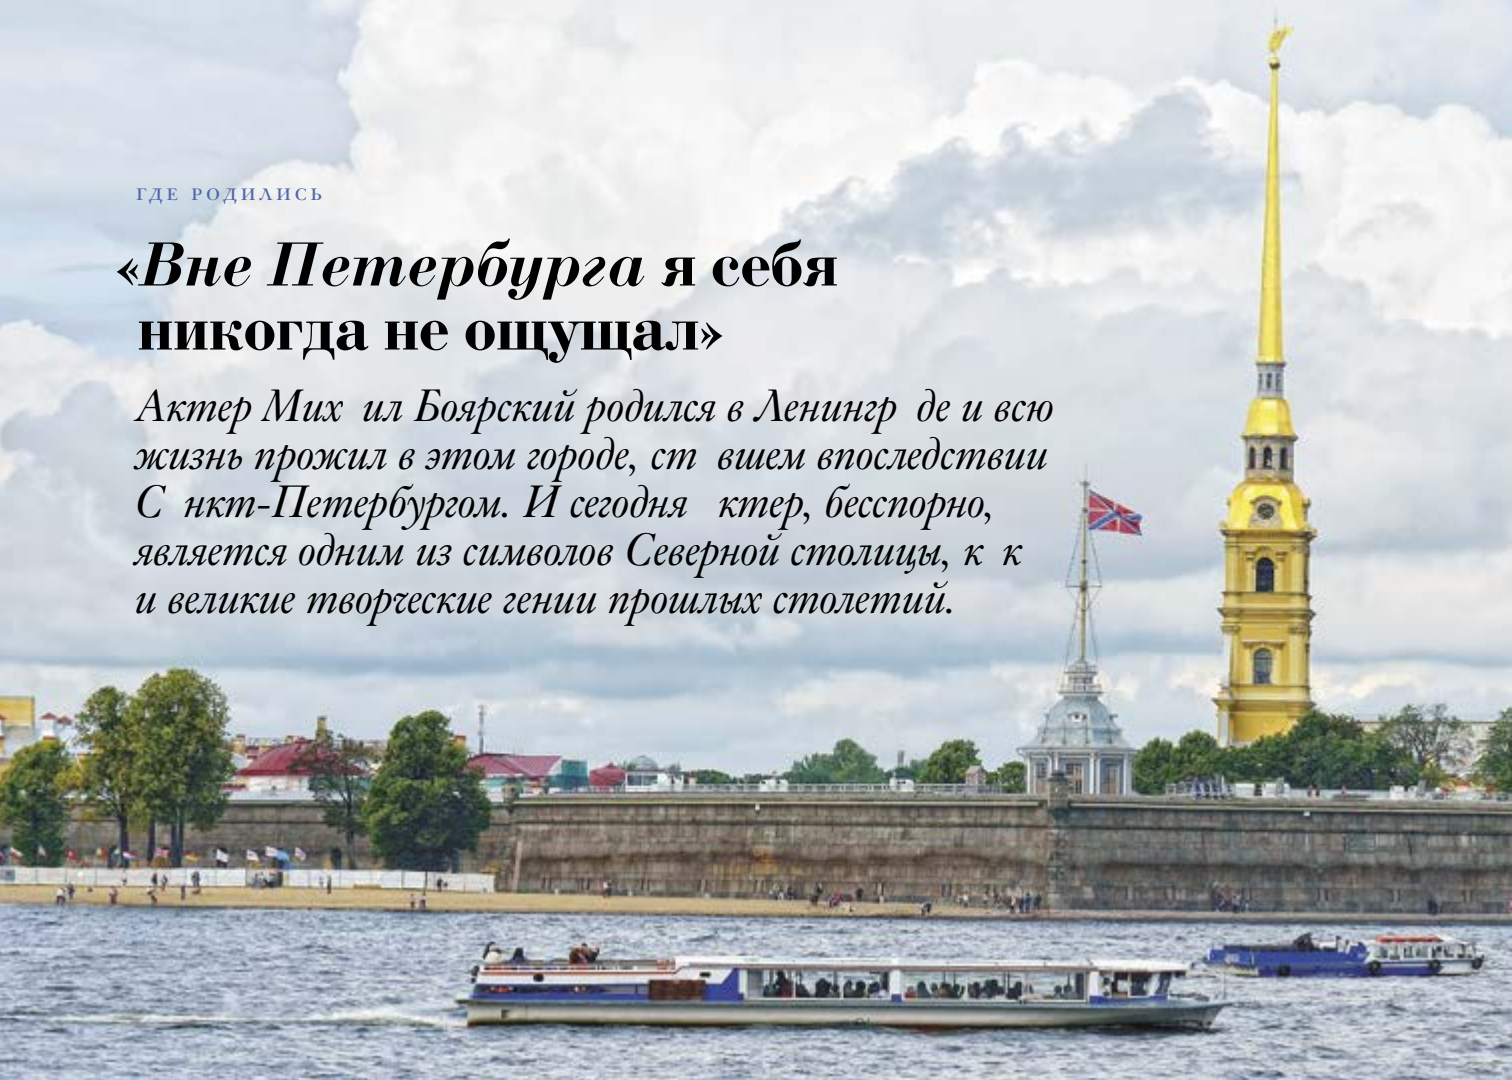 ГДЕ РОДИЛИСЬ
«Вне Петербурга я себя
никогда не ощущал»
Актер Мих ил Боярский родился в Ленингр де и всю
жизнь прожил в этом городе, ст вшем впоследствии
С нкт-Петербургом. И сегодня ктер, бесспорно,
является одним из символов Северной столицы, к к
и великие творческие гении прошлых столетий.